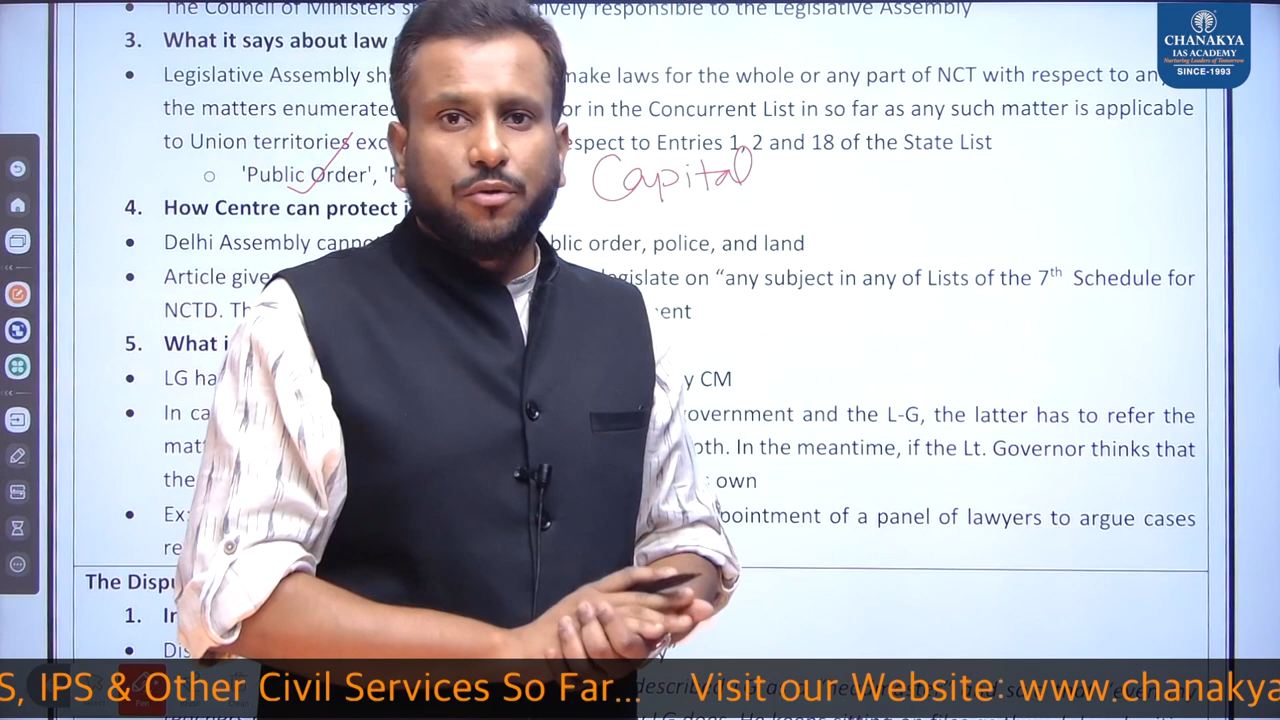 The Council of Ministers s tively responsible to the Legislative Assembly
3. What it says about law
Legislative Assembly sh make laws for the whole or any part of NCT with respect to any
the matters enumerated or in the Concurrent List in so far as any such matter is applicable
to Union territories exc espect to Entries 1, 2 and 18 of the State List
'Public Order', 'P
Capital
4. How Centre can protect i
Delhi Assembly cannot blic order, police, and land
Article give legislate on “any subject in any of Lists of the 7th Schedule for
NCTD. Th ent
5. What i
LG ha y CM
In ca overnment and the L-G, the latter has to refer the
matt oth. In the meantime, if the Lt. Governor thinks that
the own
Ex: pointment of a panel of lawyers to argue cases
re
The Disp
1. In
Dis
CHANAKYA
IAS ACADEMY
Nurturing Leaders of Tomorrow
SINCE-1993
S, IPS & Other Civil Services So Far... Visit our Website: www.chanakya